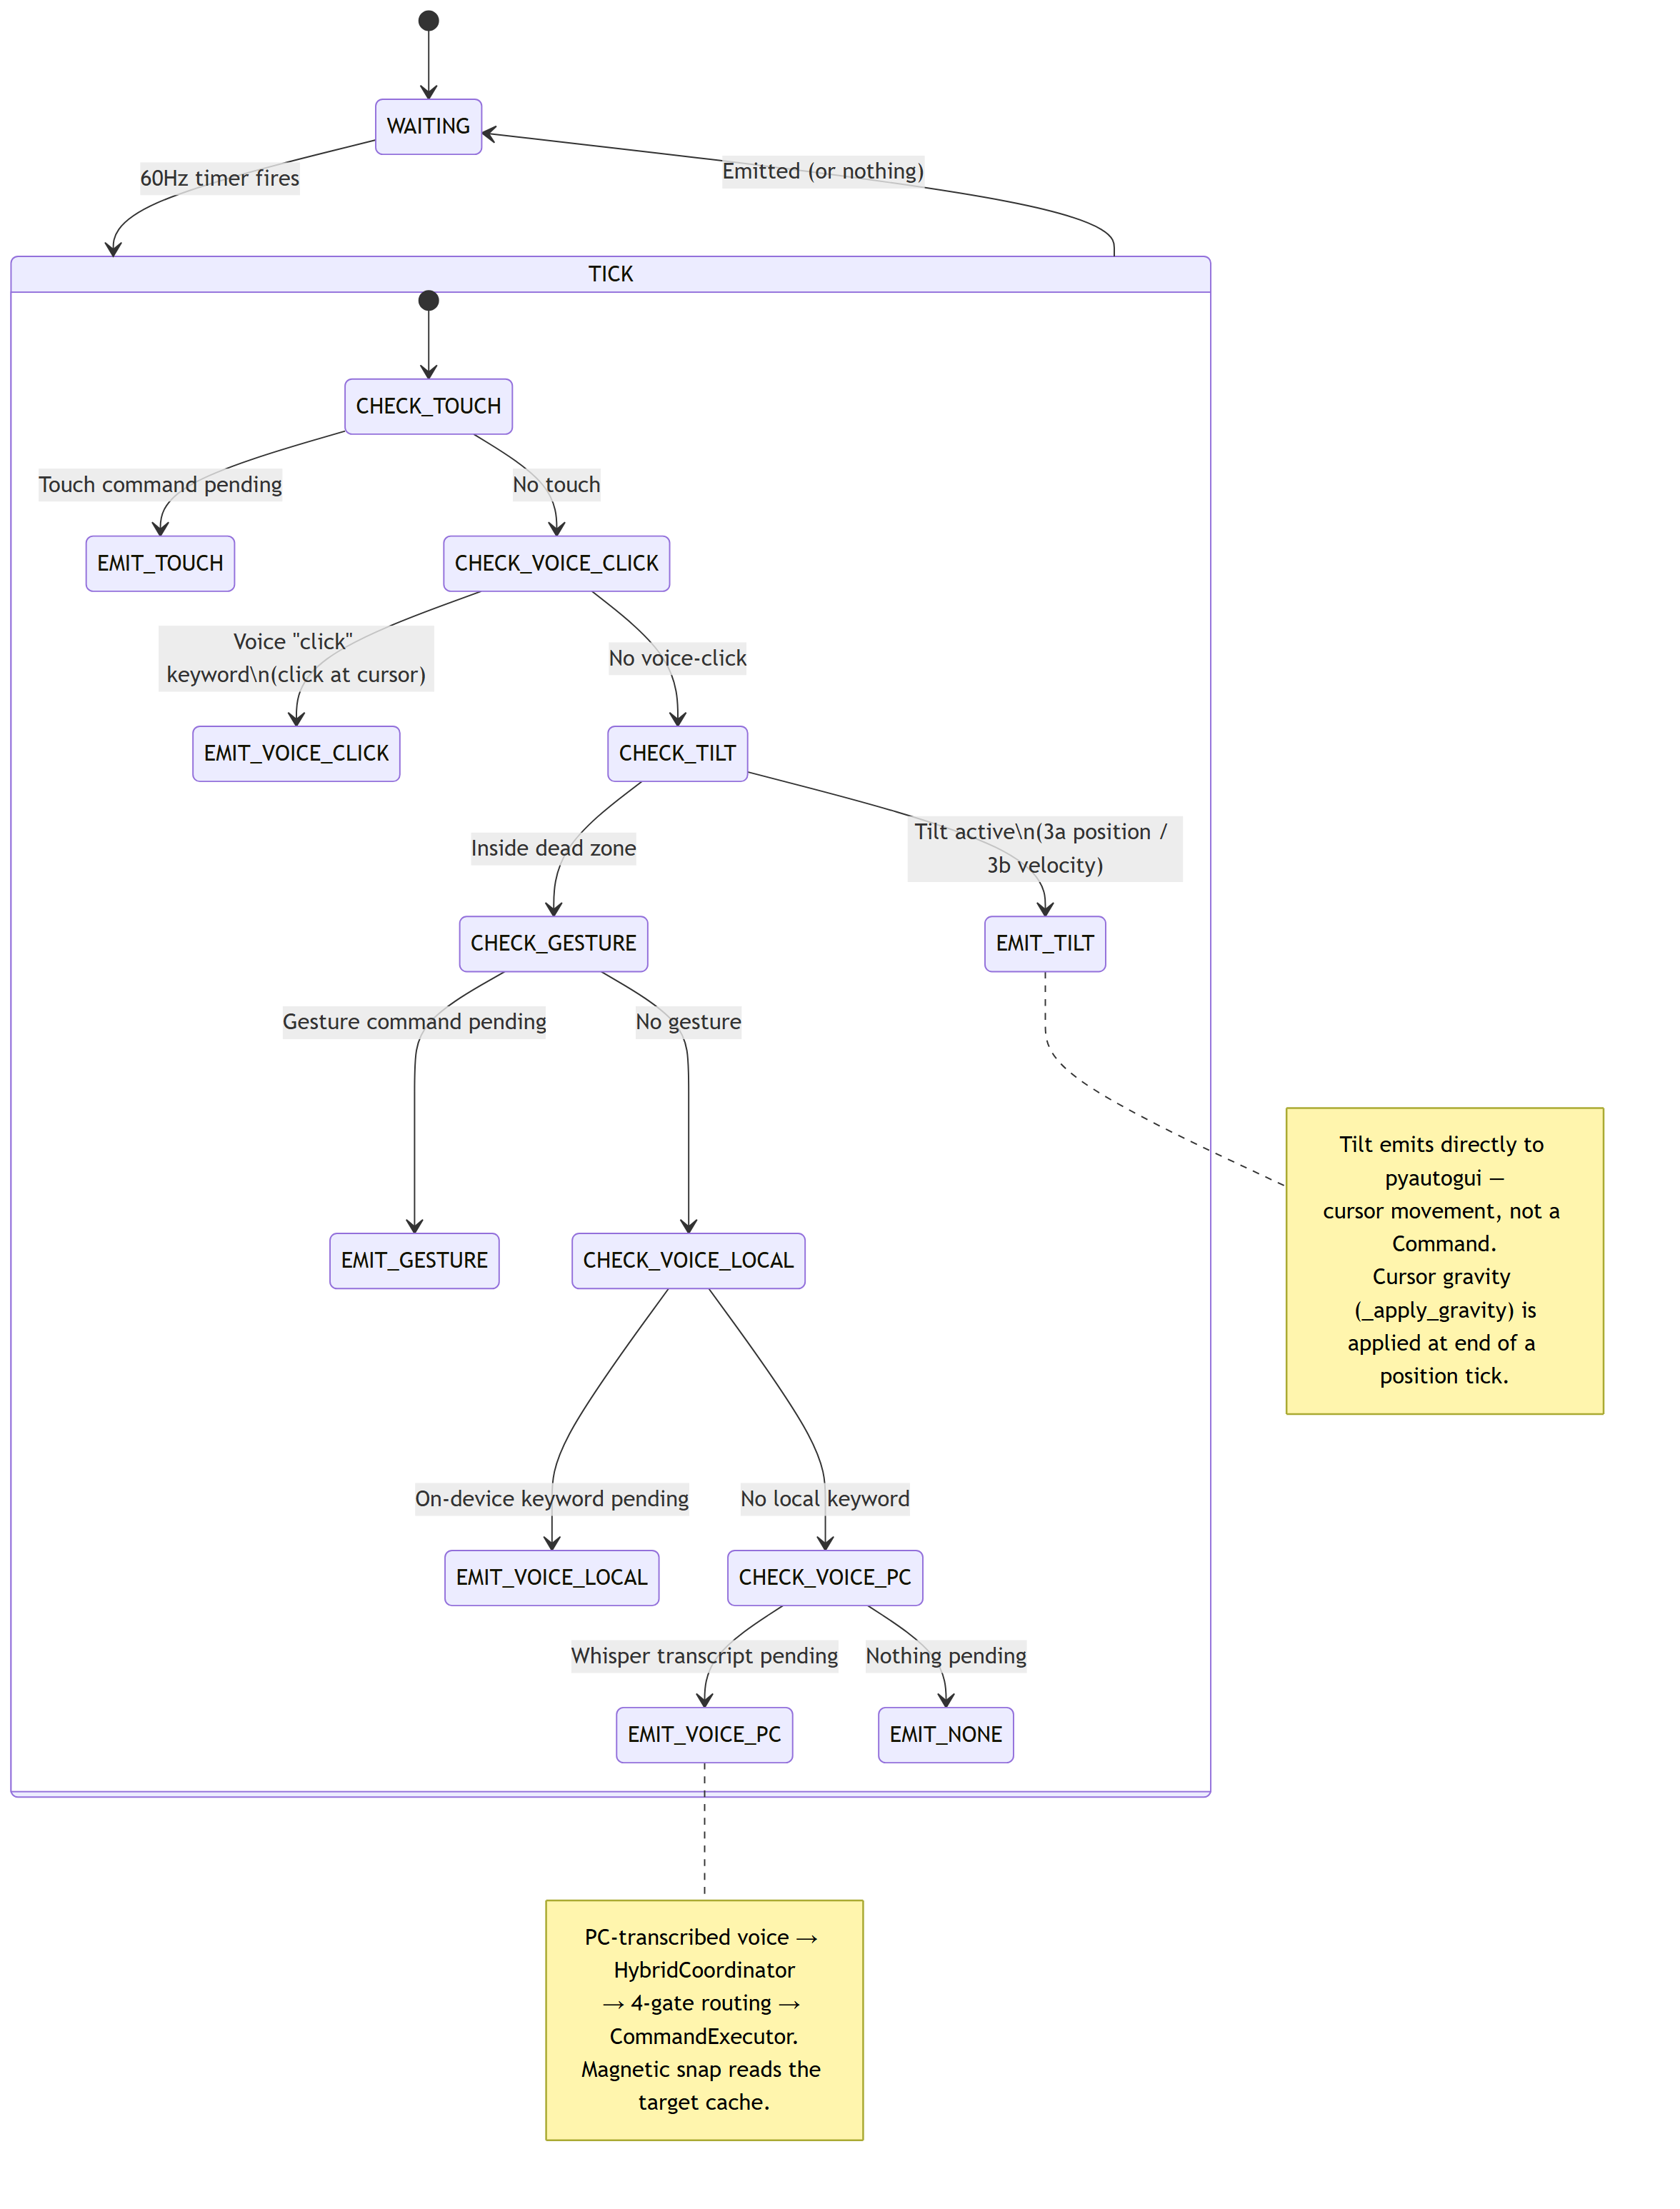 WAITING
60Hz timer fires
Emitted (or nothing)
TICK
CHECK_TOUCH
Touch command pending
No touch
EMIT_TOUCH
CHECK_VOICE_CLICK
Voice "click"
keyword\n(click at cursor)
No voice-click
EMIT_VOICE_CLICK
CHECK_TILT
Inside dead zone
Tilt active\n(3a position /
3b velocity)
CHECK_GESTURE
EMIT_TILT
Gesture command pending
No gesture
Tilt emits directly to
pyautogui —
cursor movement, not a
Command.
Cursor gravity
(_apply_gravity) is
applied at end of a
position tick.
EMIT_GESTURE
CHECK_VOICE_LOCAL
On-device keyword pending
No local keyword
EMIT_VOICE_LOCAL
CHECK_VOICE_PC
Whisper transcript pending
Nothing pending
EMIT_VOICE_PC
EMIT_NONE
PC-transcribed voice →
HybridCoordinator
→ 4-gate routing →
CommandExecutor.
Magnetic snap reads the
target cache.